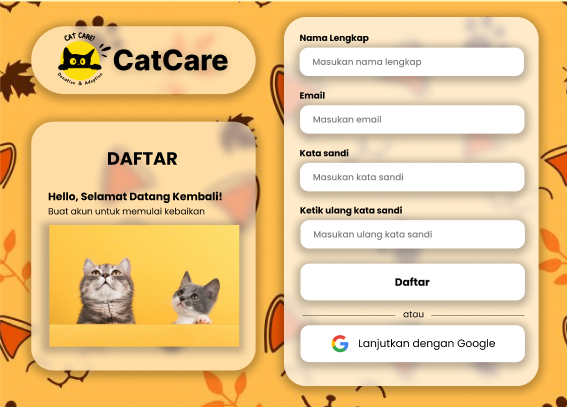 CAT CARE!
Donation & Adoption
CatCare
DAFTAR
Hello, Selamat Datang Kembali!
Buat akun untuk memulai kebaikan
Nama Lengkap
Masukan nama lengkap
Email
Masukan email
Kata sandi
Masukan kata sandi
Ketik ulang kata sandi
Masukan ulang kata sandi
Daftar
atau
Lanjutkan dengan Google